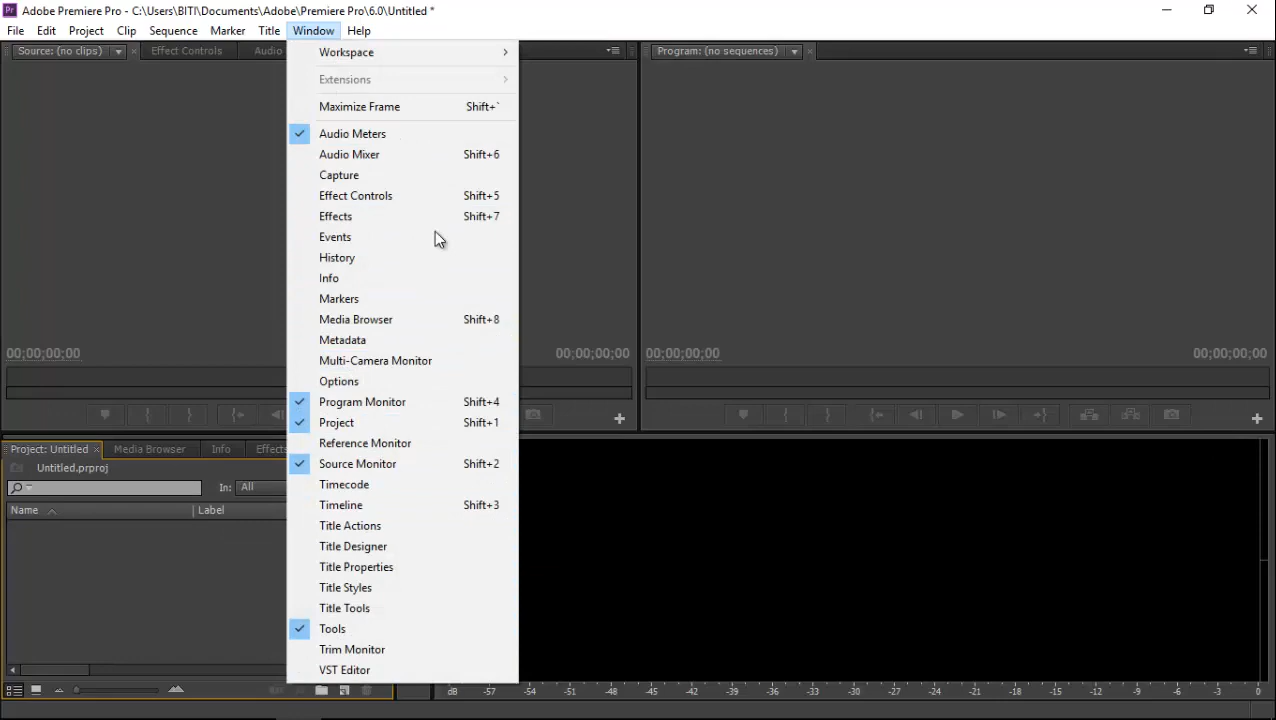 Pr Adobe Premiere Pro - C:\Users\BITI\Documents\Adobe\Premiere Pro\6.0\Untitled *
File Edit Project Clip Sequence Marker Title Window Help
Source: (no clips) Effect Controls Audio
Program: (no sequences)
Workspace
Extensions
Maximize Frame Shift+`
Audio Meters
Audio Mixer Shift+6
Capture
Effect Controls Shift+5
Effects Shift+7
Events
History
Info
Markers
Media Browser Shift+8
Metadata
Multi-Camera Monitor
Options
Program Monitor Shift+4
Project Shift+1
Reference Monitor
Source Monitor Shift+2
Timecode
Timeline Shift+3
Title Actions
Title Designer
Title Properties
Title Styles
Title Tools
Tools
Trim Monitor
VST Editor
00;00;00;00 00;00;00;00
00;00;00;00 00;00;00;00
Project: Untitled Media Browser Info Effects
Untitled.prproj
In: All
Name Label
dB -57 -54 -51 -48 -45 -42 -39 -36 -33 -30 -27 -24 -21 -18 -15 -12 -9 -6 -3 0